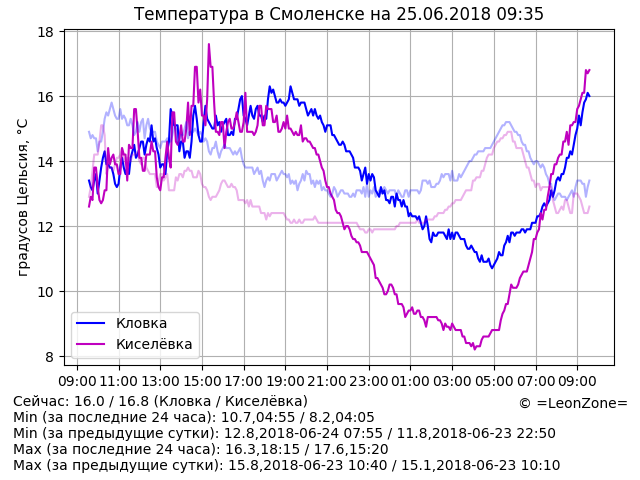 Температура в Смоленске на 25.06.2018 09:35
градусов Цельсия, °C
18
16
14
12
10
8
Кловка
Киселёвка
09:00 11:00 13:00 15:00 17:00 19:00 21:00 23:00 01:00 03:00 05:00 07:00 09:00
Сейчас: 16.0 / 16.8 (Кловка / Киселёвка)
© =LeonZone=
Min (за последние 24 часа): 10.7,04:55 / 8.2,04:05
Min (за предыдущие сутки): 12.8,2018-06-24 07:55 / 11.8,2018-06-23 22:50
Max (за последние 24 часа): 16.3,18:15 / 17.6,15:20
Max (за предыдущие сутки): 15.8,2018-06-23 10:40 / 15.1,2018-06-23 10:10